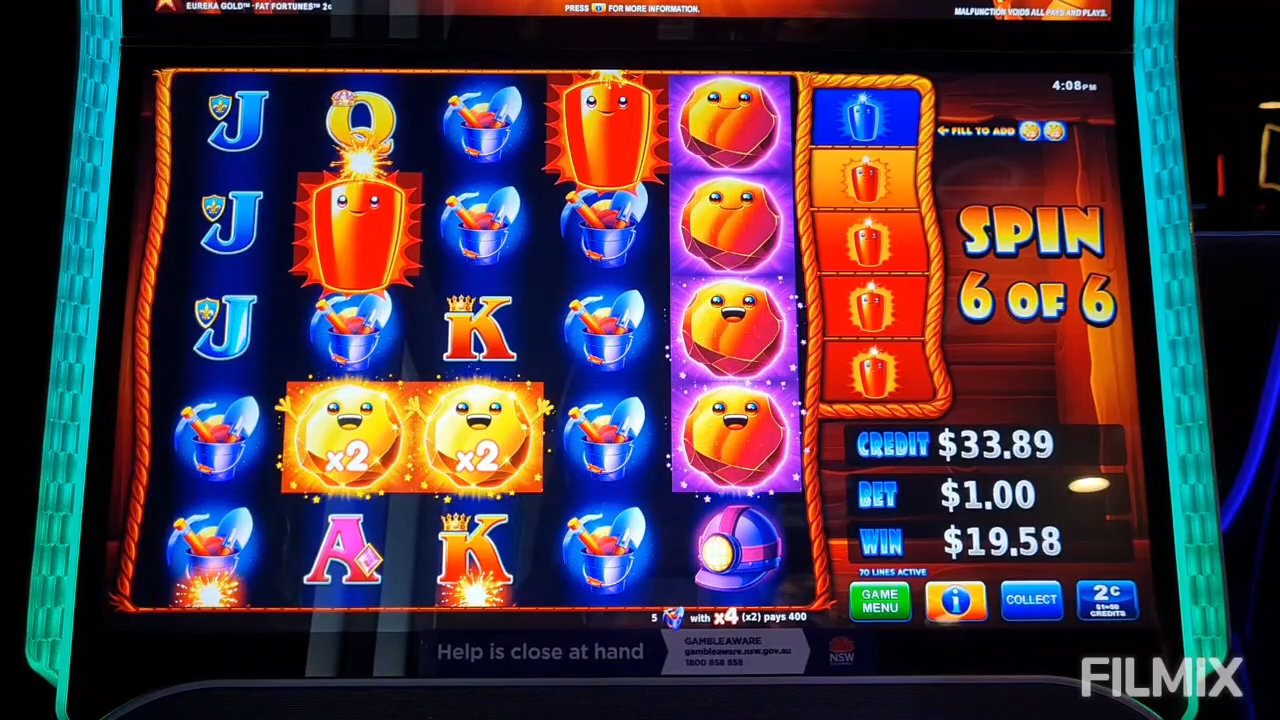 EUREKA GOLD™ · FAT FORTUNES™ 2¢
PRESS i FOR MORE INFORMATION.
MALFUNCTION VOIDS ALL PAYS AND PLAYS.
4:08PM
FILL TO ADD
SPIN
6 OF 6
J Q
J
J K
x2 x2
A K
CREDIT $33.89
BET $1.00
WIN $19.58
70 LINES ACTIVE
GAME MENU
i
COLLECT
2¢
$1=50
CREDITS
5 with x4 (x2) pays 400
Help is close at hand
GAMBLEAWARE
gambleaware.nsw.gov.au
1800 858 858
NSW
FILMIX